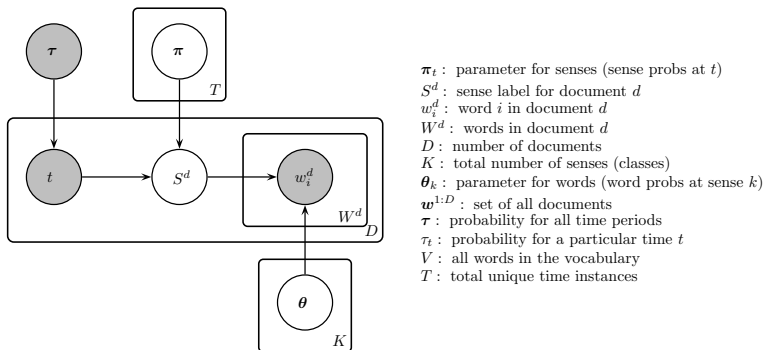 τ
π
T
t
S^d
w_i^d
W^d
D
θ
K
π_t : parameter for senses (sense probs at t)
S^d : sense label for document d
w_i^d : word i in document d
W^d : words in document d
D : number of documents
K : total number of senses (classes)
θ_k : parameter for words (word probs at sense k)
w^{1:D} : set of all documents
τ : probability for all time periods
τ_t : probability for a particular time t
V : all words in the vocabulary
T : total unique time instances